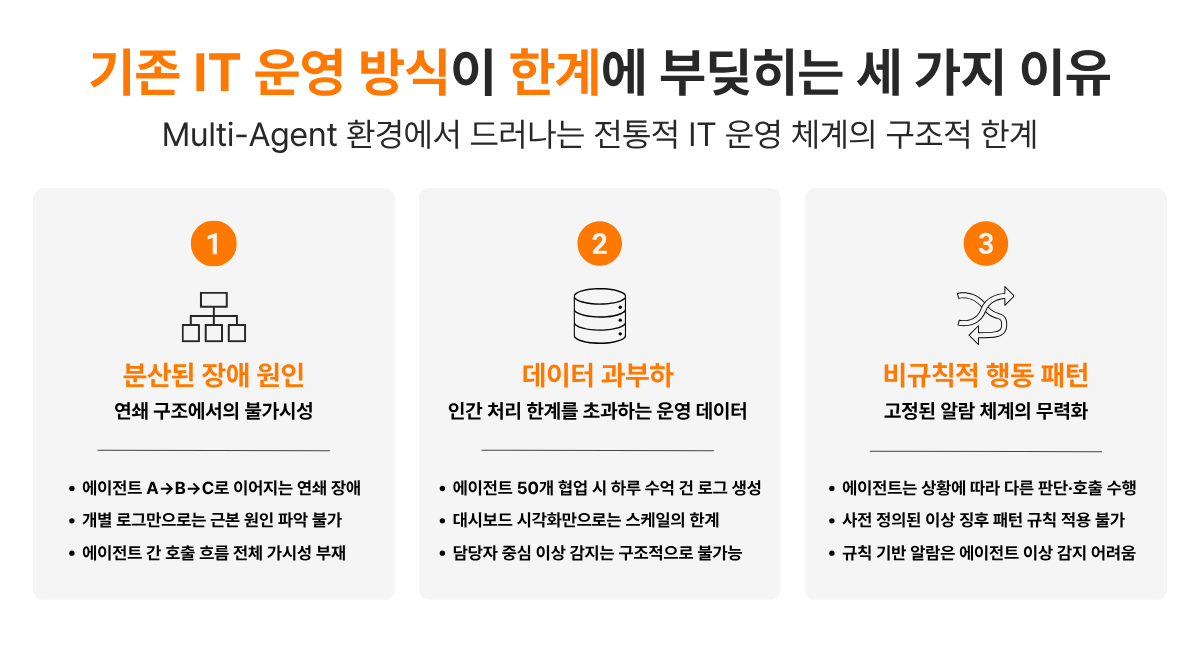 기존 IT 운영 방식이 한계에 부딪히는 세 가지 이유
Multi-Agent 환경에서 드러나는 전통적 IT 운영 체계의 구조적 한계
1
분산된 장애 원인
연쇄 구조에서의 불가시성
• 에이전트 A→B→C로 이어지는 연쇄 장애
• 개별 로그만으로는 근본 원인 파악 불가
• 에이전트 간 호출 흐름 전체 가시성 부재
2
데이터 과부하
인간 처리 한계를 초과하는 운영 데이터
• 에이전트 50개 협업 시 하루 수억 건 로그 생성
• 대시보드 시각화만으로는 스케일의 한계
• 담당자 중심 이상 감지는 구조적으로 불가능
3
비규칙적 행동 패턴
고정된 알람 체계의 무력화
• 에이전트는 상황에 따라 다른 판단·호출 수행
• 사전 정의된 이상 징후 패턴 규칙 적용 불가
• 규칙 기반 알람은 에이전트 이상 감지 어려움